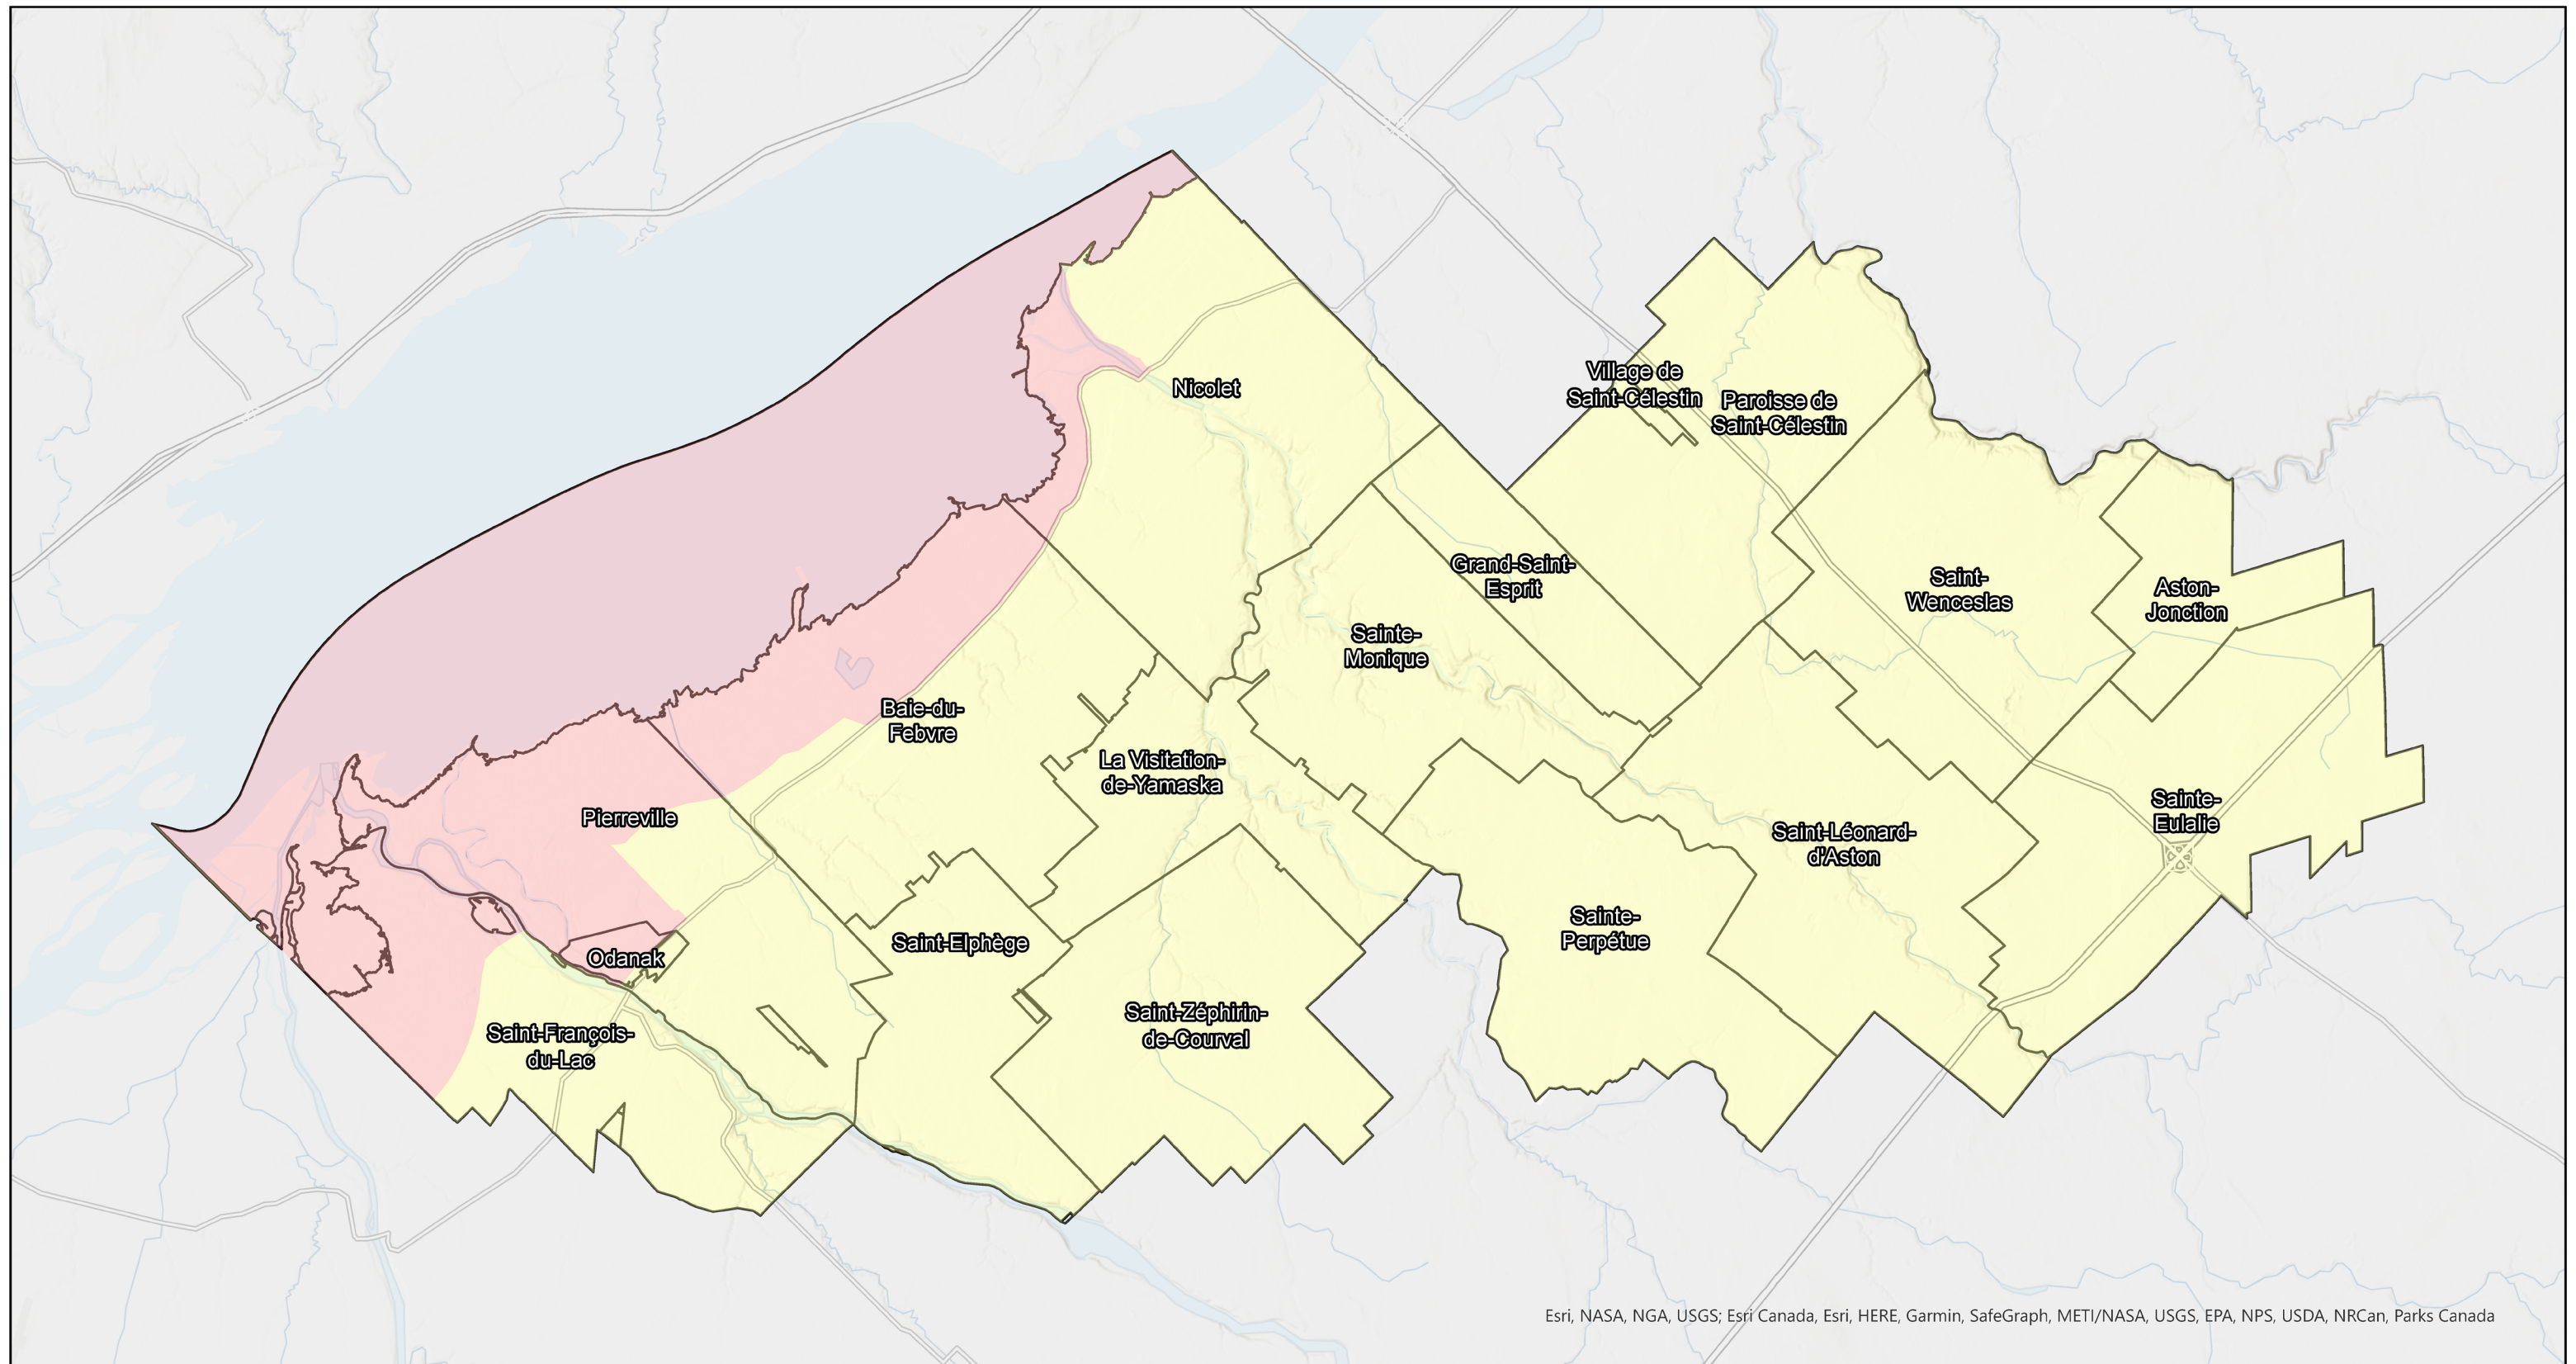 Village de
Saint-Célestin
Nicolet
Paroisse de
Saint-Célestin
Grand-Saint-
Esprit
Saint-
Wenceslas
Aston-
Jonction
Sainte-
Monique
Baie-du-
Febvre
La Visitation-
de-Yamaska
Pierreville
Sainte-
Eulalie
Saint-Léonard-
d'Aston
Sainte-
Perpétue
Saint-Elphège
Odanak
Saint-Zéphirin-
de-Courval
Saint-François-
du-Lac
Esri, NASA, NGA, USGS; Esri Canada, Esri, HERE, Garmin, SafeGraph, METI/NASA, USGS, EPA, NPS, USDA, NRCan, Parks Canada